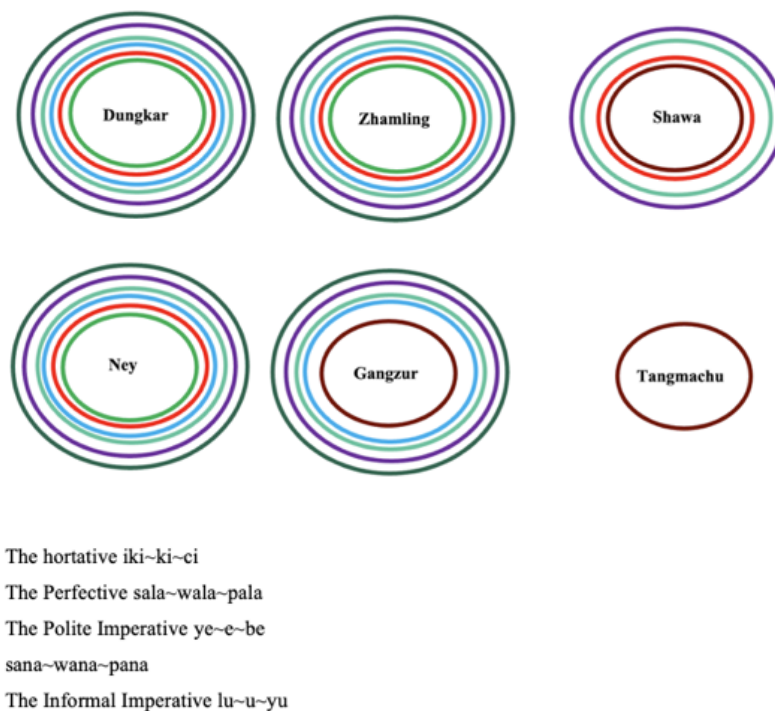 Dungkar
Zhamling
Shawa
Ney
Gangzur
Tangmachu
The hortative iki~ki~ci
The Perfective sala~wala~pala
The Polite Imperative ye~e~be
sana~wana~pana
The Informal Imperative lu~u~yu